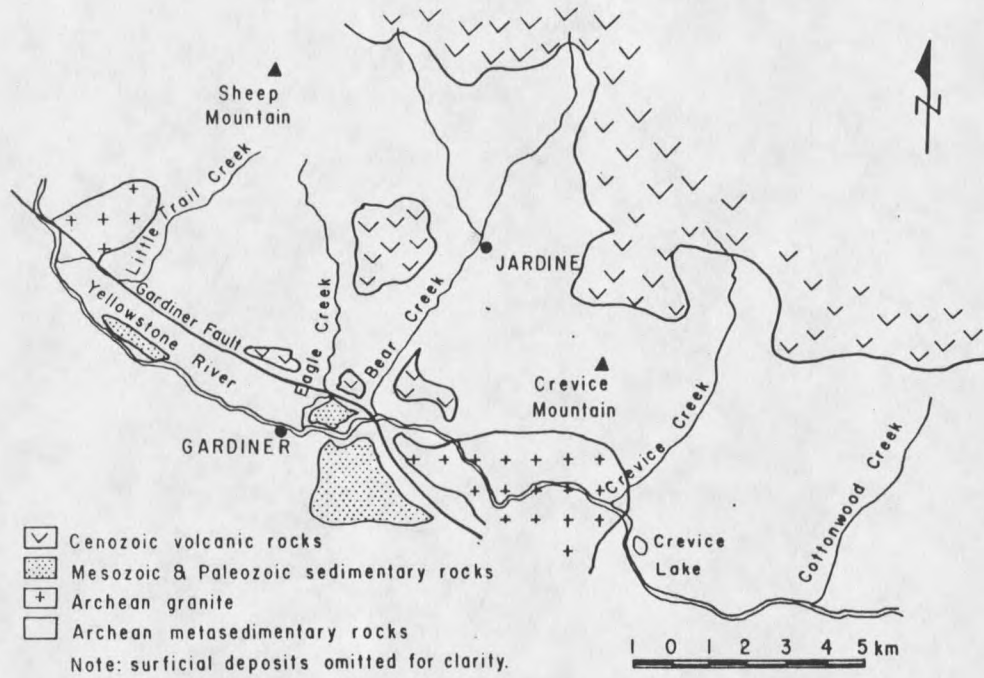 Sheep
Mountain
Little Trail Creek
JARDINE
Gardiner Fault
Yellowstone River
Eagle Creek
Bear Creek
Crevice
Mountain
GARDINER
Crevice Creek
Cottonwood Creek
Crevice
Lake
Cenozoic volcanic rocks
Mesozoic & Paleozoic sedimentary rocks
Archean granite
Archean metasedimentary rocks
Note: surficial deposits omitted for clarity.
1 0 1 2 3 4 5 km
N